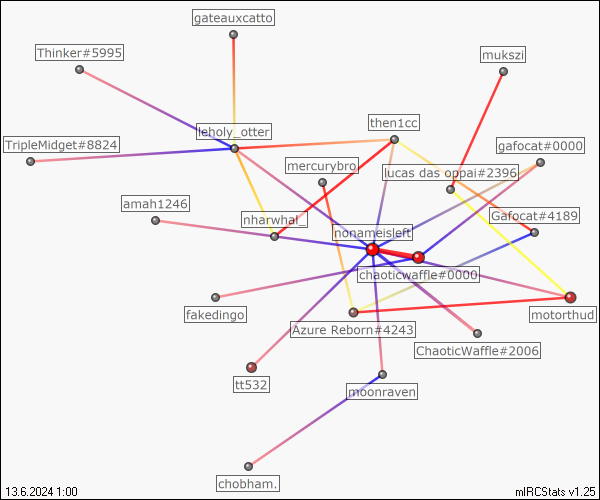 gateauxcatto
Thinker#5995
mukszi
then1cc
leholy_otter
TripleMidget#8824
gafocat#0000
mercurybro
lucas das oppai#2396
amah1246
nharwhal_
Gafocat#4189
nonameisleft
chaoticwaffle#0000
fakedingo
Azure Reborn#4243
motorthud
ChaoticWaffle#2006
tt532
moonraven
chobham.
13.6.2024 1:00
mIRCStats v1.25